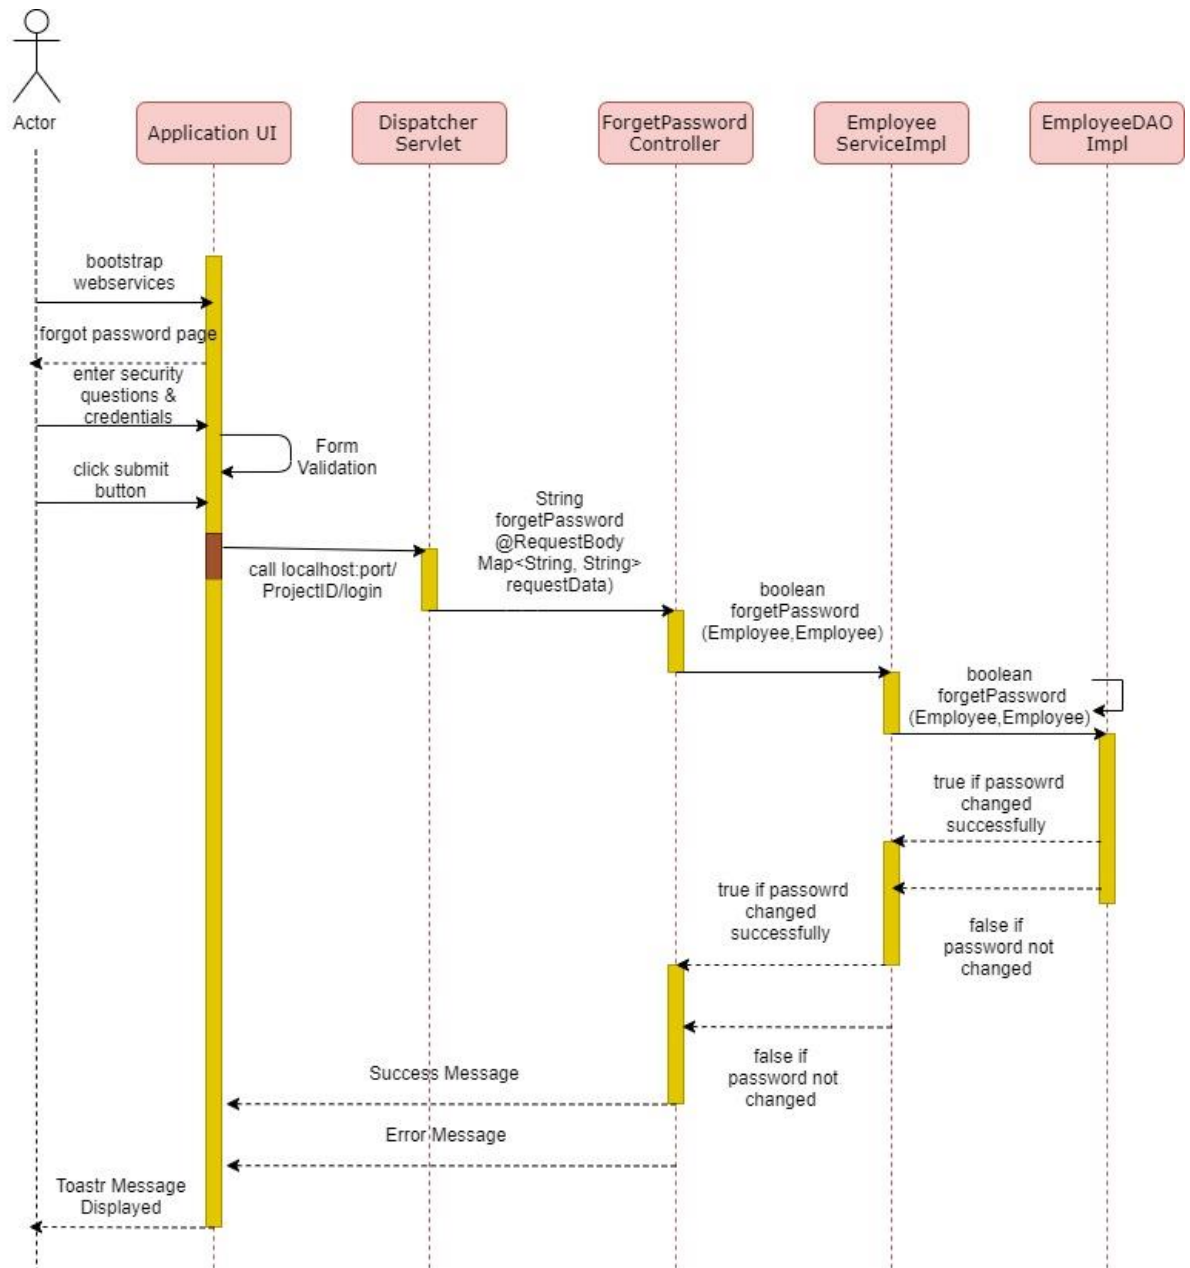 Actor
Application UI
Dispatcher
Servlet
ForgetPassword
Controller
Employee
ServiceImpl
EmployeeDAO
Impl
bootstrap
webservices
forgot password page
enter security
questions &
credentials
Form
Validation
click submit
button
call localhost:port/
ProjectID/login
String
forgetPassword
@RequestBody
Map<String, String>
requestData)
boolean
forgetPassword
(Employee,Employee)
boolean
forgetPassword
(Employee,Employee)
true if passowrd
changed
successfully
false if
password not
changed
true if passowrd
changed
successfully
false if
password not
changed
Success Message
Error Message
Toastr Message
Displayed